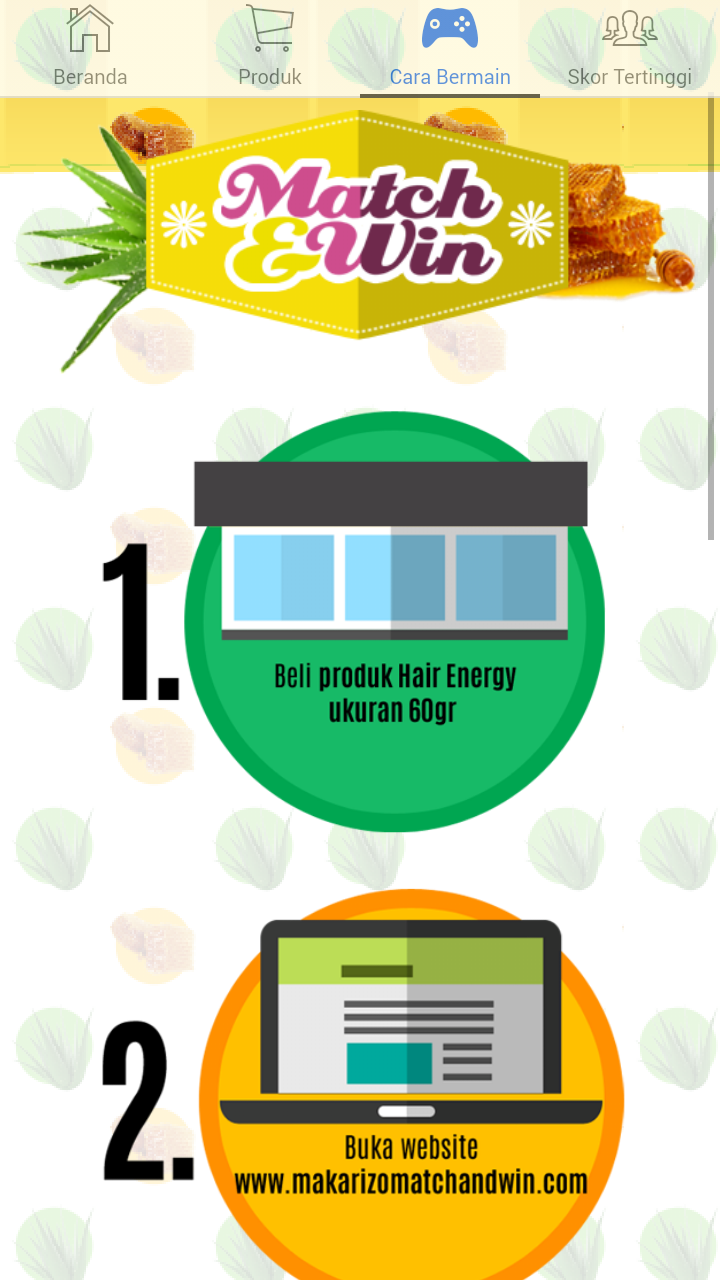 Beranda
Produk
Cara Bermain
Skor Tertinggi
Match
&Win
1.
Beli produk Hair Energy
ukuran 60gr
2.
Buka website
www.makarizomatchandwin.com